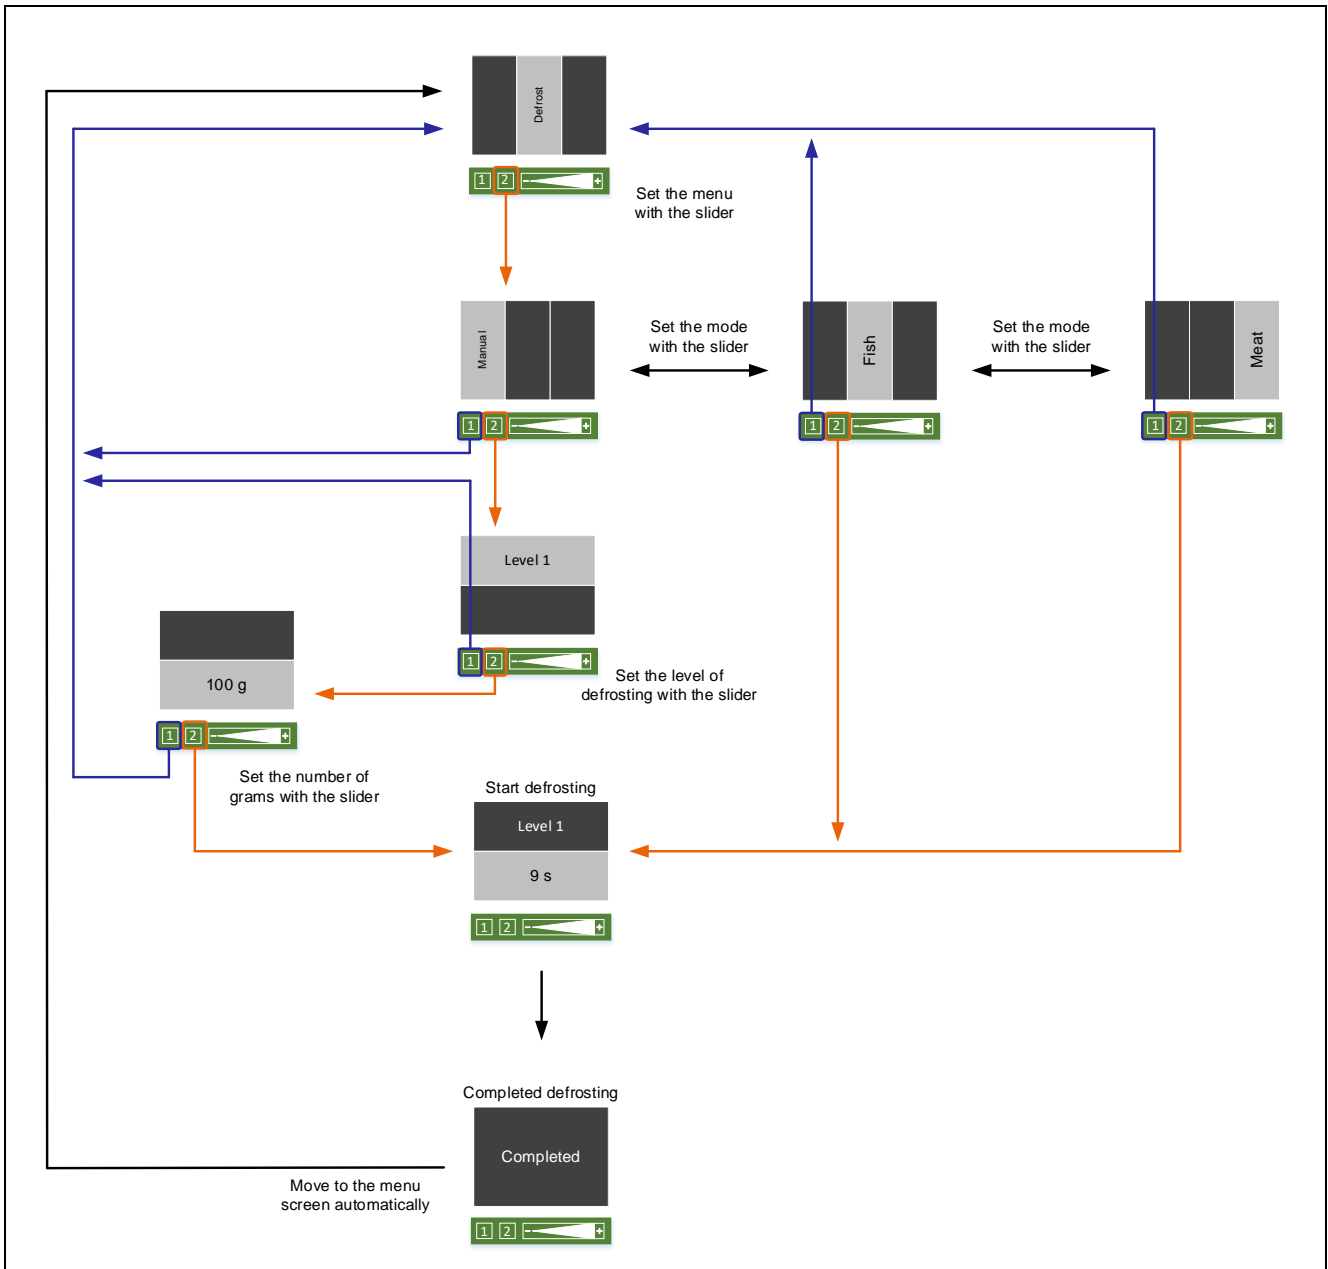 Defrost
1 2 - +
Set the menu
with the slider
Manual
Set the mode
with the slider
Fish
Set the mode
with the slider
Meat
1 2 - +
1 2 - +
1 2 - +
Level 1
1 2 - +
Set the level of
defrosting with the slider
100 g
1 2 - +
Set the number of
grams with the slider
Start defrosting
Level 1
9 s
1 2 - +
Completed defrosting
Completed
Move to the menu
screen automatically
1 2 - +